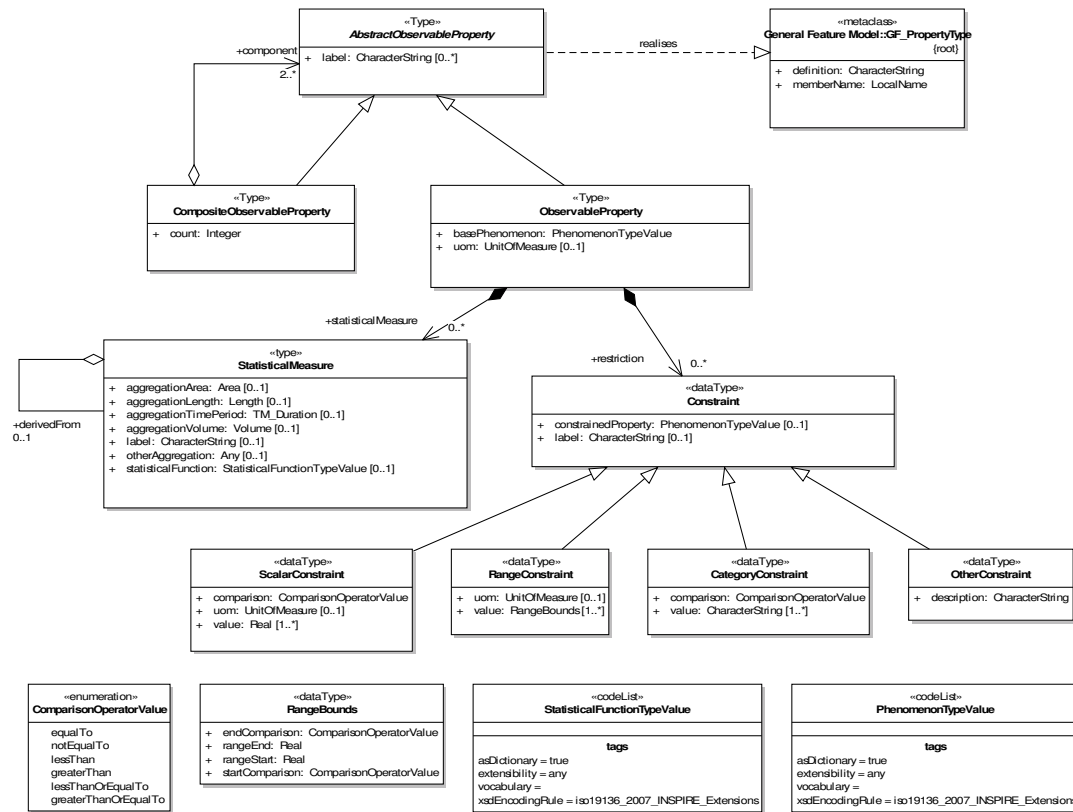 «Type»
AbstractObservableProperty
+ label: CharacterString [0..*]
«metaclass»
General Feature Model::GF_PropertyType
{root}
+ definition: CharacterString
+ memberName: LocalName
realises
+component
2..*
«Type»
CompositeObservableProperty
+ count: Integer
«Type»
ObservableProperty
+ basePhenomenon: PhenomenonTypeValue
+ uom: UnitOfMeasure [0..1]
+statisticalMeasure
0..*
+restriction
0..*
«type»
StatisticalMeasure
+ aggregationArea: Area [0..1]
+ aggregationLength: Length [0..1]
+ aggregationTimePeriod: TM_Duration [0..1]
+ aggregationVolume: Volume [0..1]
+ label: CharacterString [0..1]
+ otherAggregation: Any [0..1]
+ statisticalFunction: StatisticalFunctionTypeValue [0..1]
+derivedFrom
0..1
«dataType»
Constraint
+ constrainedProperty: PhenomenonTypeValue [0..1]
+ label: CharacterString [0..1]
«dataType»
ScalarConstraint
+ comparison: ComparisonOperatorValue
+ uom: UnitOfMeasure [0..1]
+ value: Real [1..*]
«dataType»
RangeConstraint
+ uom: UnitOfMeasure [0..1]
+ value: RangeBounds [1..*]
«dataType»
CategoryConstraint
+ comparison: ComparisonOperatorValue
+ value: CharacterString [1..*]
«dataType»
OtherConstraint
+ description: CharacterString
«enumeration»
ComparisonOperatorValue
equalTo
notEqualTo
lessThan
greaterThan
lessThanOrEqualTo
greaterThanOrEqualTo
«dataType»
RangeBounds
+ endComparison: ComparisonOperatorValue
+ rangeEnd: Real
+ rangeStart: Real
+ startComparison: ComparisonOperatorValue
«codeList»
StatisticalFunctionTypeValue
tags
asDictionary = true
extensibility = any
vocabulary =
xsdEncodingRule = iso19136_2007_INSPIRE_Extensions
«codeList»
PhenomenonTypeValue
tags
asDictionary = true
extensibility = any
vocabulary =
xsdEncodingRule = iso19136_2007_INSPIRE_Extensions